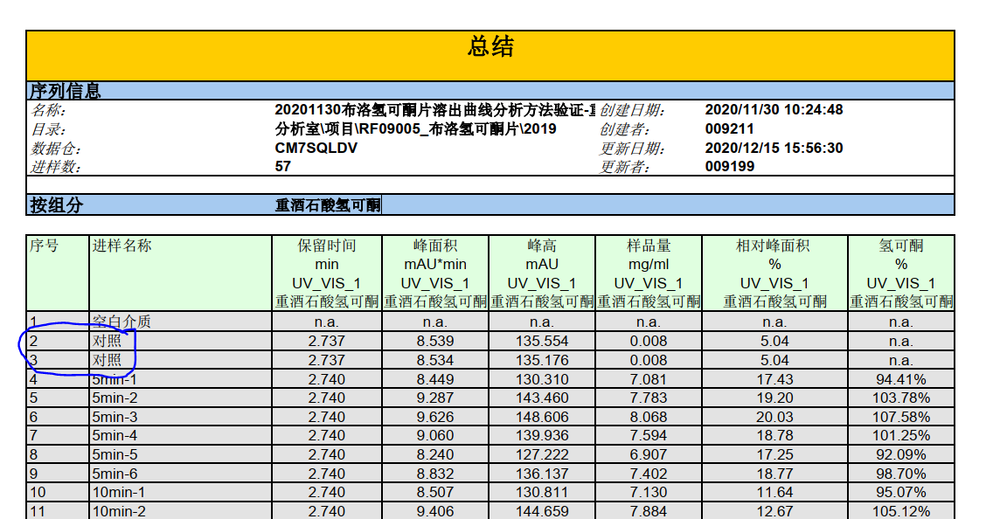 总结
序列信息
名称： 20201130布洛氢可酮片溶出曲线分析方法验证-重 创建日期： 2020/11/30 10:24:48
目录： 分析室\项目\RF09005_布洛氢可酮片\2019 创建者： 009211
数据仓： CM7SQLDV 更新日期： 2020/12/15 15:56:30
进样数： 57 更新者： 009199
按组分 重酒石酸氢可酮
序号 进样名称 保留时间 峰面积 峰高 样品量 相对峰面积 氢可酮
min mAU*min mAU mg/ml % %
UV_VIS_1 UV_VIS_1 UV_VIS_1 UV_VIS_1 UV_VIS_1 UV_VIS_1
重酒石酸氢可酮 重酒石酸氢可酮 重酒石酸氢可酮 重酒石酸氢可酮 重酒石酸氢可酮 重酒石酸氢可酮
1 空白介质 n.a. n.a. n.a. n.a. n.a. n.a.
2 对照 2.737 8.539 135.554 0.008 5.04 n.a.
3 对照 2.737 8.534 135.176 0.008 5.04 n.a.
4 5min-1 2.740 8.449 130.310 7.081 17.43 94.41%
5 5min-2 2.740 9.287 143.460 7.783 19.20 103.78%
6 5min-3 2.740 9.626 148.606 8.068 20.03 107.58%
7 5min-4 2.740 9.060 139.936 7.594 18.78 101.25%
8 5min-5 2.740 8.240 127.222 6.907 17.25 92.09%
9 5min-6 2.740 8.832 136.137 7.402 18.77 98.70%
10 10min-1 2.740 8.507 130.811 7.130 11.64 95.07%
11 10min-2 2.740 9.406 144.659 7.884 12.67 105.12%